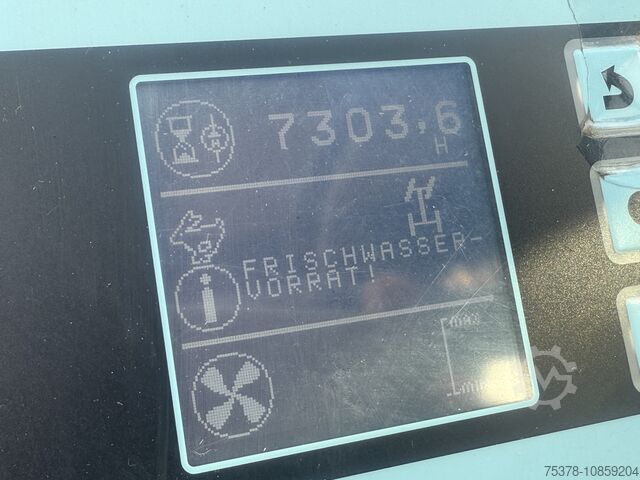 7303,6
H
FRISCHWASSER-
VORRAT!
max
min
75378-10859204